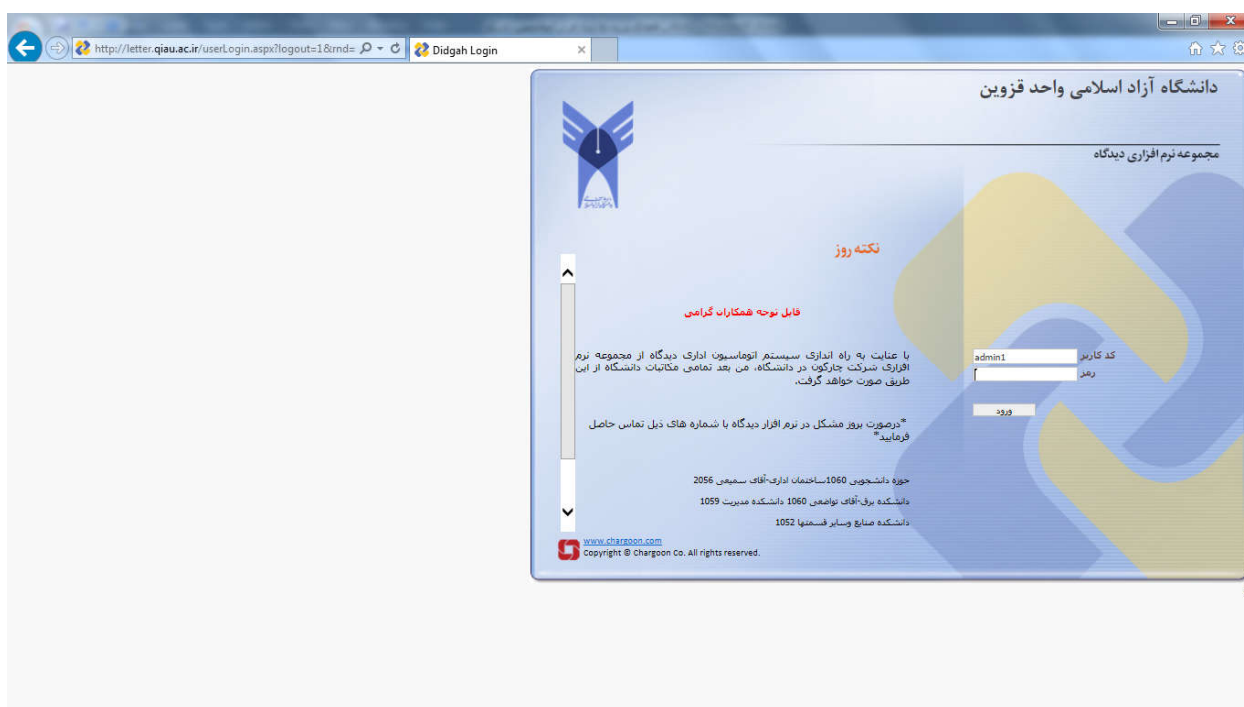 http://letter.qiau.ac.ir/userLogin.aspx?logout=1&rnd=
Didgah Login
دانشگاه آزاد اسلامی واحد قزوین
مجموعه نرم افزاری دیدگاه
نکته روز
قابل توجه همکاران گرامی
با عنایت به راه اندازی سیستم اتوماسیون اداری دیدگاه از مجموعه نرم
افزاری شرکت چارگون در دانشگاه، من بعد تمامی مکاتبات دانشگاه از این
طریق صورت خواهد گرفت.
*درصورت بروز مشکل در نرم افزار دیدگاه با شماره های ذیل تماس حاصل
فرمایید*
حوزه دانشجویی 1060ساختمان اداری-آقای سمیعی 2056
دانشکده برق-آقای تواضعی 1060 دانشکده مدیریت 1059
دانشکده صنایع وسایر قسمتها 1052
کد کاربر
admin1
رمز
ورود
www.chargoon.com
Copyright © Chargoon Co. All rights reserved.